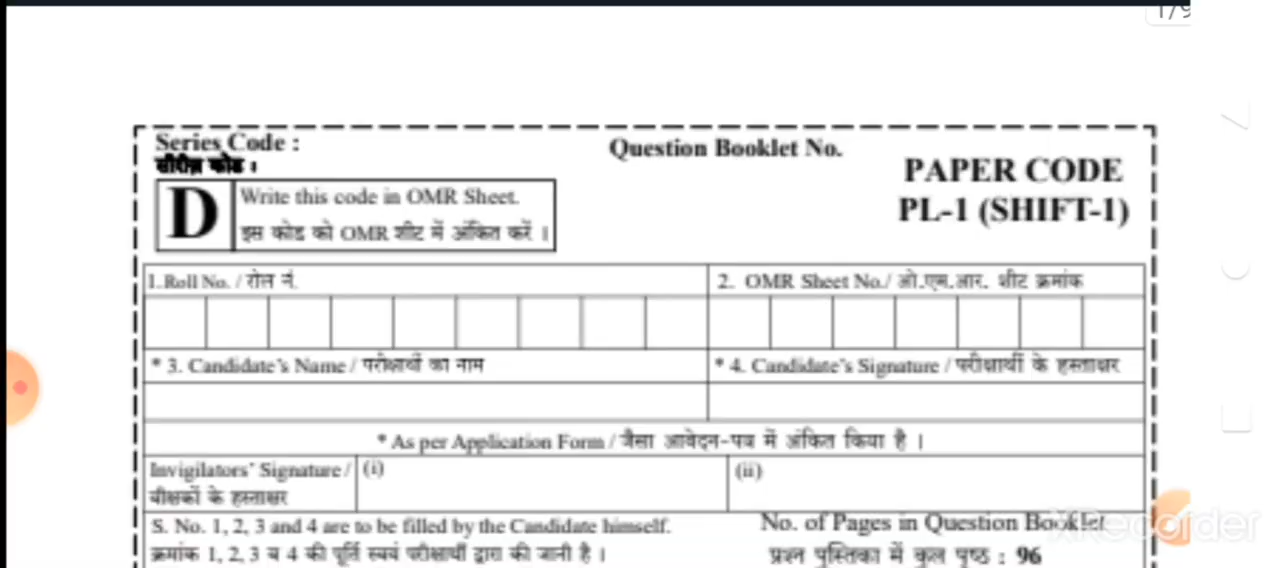 1/9
Series Code :
सीरीज़ कोड :
Question Booklet No.
PAPER CODE
PL-1 (SHIFT-1)
D
Write this code in OMR Sheet.
इस कोड को OMR शीट में अंकित करें ।
1.Roll No. / रोल नं.
2. OMR Sheet No./ ओ.एम.आर. शीट क्रमांक
* 3. Candidate's Name / परीक्षार्थी का नाम
* 4. Candidate's Signature / परीक्षार्थी के हस्ताक्षर
* As per Application Form / जैसा आवेदन-पत्र में अंकित किया है ।
Invigilators' Signature /
वीक्षकों के हस्ताक्षर
(i)
(ii)
S. No. 1, 2, 3 and 4 are to be filled by the Candidate himself.
क्रमांक 1, 2, 3 व 4 की पूर्ति स्वयं परीक्षार्थी द्वारा की जानी है ।
No. of Pages in Question Booklet
प्रश्न पुस्तिका में कुल पृष्ठ : 96
XRecorder